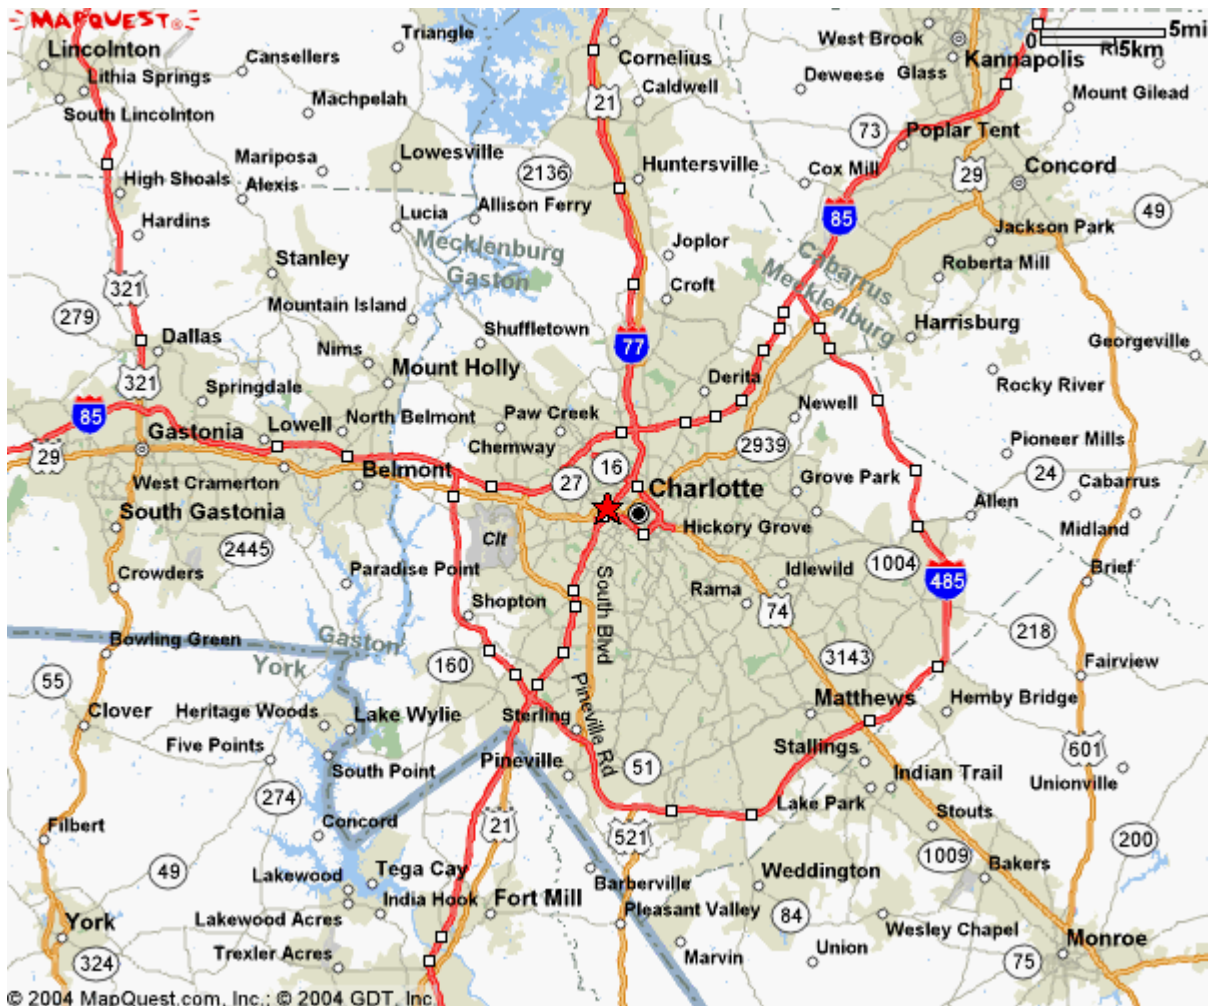 MAPQUEST
Triangle
Lincolnton
Cansellers
Cornelius
West Brook
0 5mi
5km
Kannapolis
Lithia Springs
Deweese
Glass
Caldwell
21
Machpelah
Mount Gilead
South Lincolnton
73
Poplar Tent
Mariposa
Lowesville
Huntersville
Concord
2136
Cox Mill
29
High Shoals
Alexis
Allison Ferry
Lucia
49
Hardins
85
Jackson Park
Mecklenburg
Joplor
Stanley
Gaston
Cabarrus
Mecklenburg
Roberta Mill
321
Croft
Mountain Island
279
Shuffletown
Harrisburg
Dallas
Nims
77
Georgeville
Mount Holly
321
Springdale
Derita
Rocky River
85
North Belmont
Paw Creek
Newell
Lowell
Gastonia
Chemway
2939
Pioneer Mills
29
Belmont
16
24
27
Grove Park
West Cramerton
Charlotte
Cabarrus
Allen
South Gastonia
Hickory Grove
Midland
Clt
2445
1004
Paradise Point
Idlewild
Brief
Crowders
Rama
485
South Blvd
Shopton
74
218
Bowling Green
Gaston
York
160
3143
Fairview
55
Matthews
Hemby Bridge
Clover
Heritage Woods
Lake Wylie
Sterling
Pineville Rd
Five Points
Stallings
601
South Point
Pineville
51
Indian Trail
Unionville
274
Lake Park
Stouts
Concord
21
Filbert
521
200
1009
Bakers
49
Tega Cay
Weddington
Lakewood
Barberville
India Hook
Fort Mill
Lakewood Acres
Pleasant Valley
84
York
Wesley Chapel
Monroe
Trexler Acres
Marvin
Union
324
75
© 2004 MapQuest.com, Inc.; © 2004 GDT, Inc.